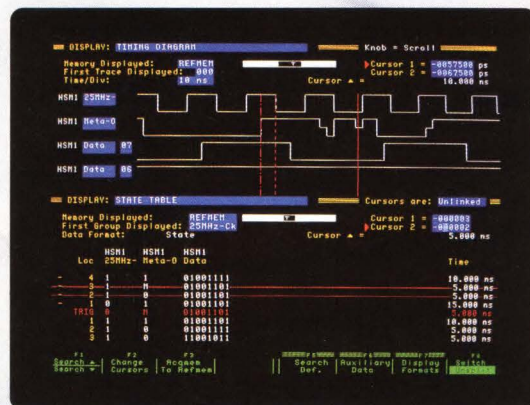 DISPLAY: TIMING DIAGRAM Knob = Scroll
Memory Displayed: REFMEM Cursor 1 = -0057500 ps
First Trace Displayed: 000 Cursor 2 = -0067500 ps
Time/Div: 10 ns Cursor ▲ = 10.000 ns
HSM1 25MHz-
HSM1 Meta-O
HSM1 Data 07
HSM1 Data 06
DISPLAY: STATE TABLE Cursors are: Unlinked
Memory Displayed: REFMEM Cursor 1 = -000003
First Group Displayed: 25MHz-Ck Cursor 2 = -000002
Data Format: State Cursor ▲ = 5.000 ns
HSM1 HSM1 HSM1
Loc 25MHz- Meta-O Data Time
- 4 1 1 01001111 10.000 ns
- 3 1 M 01001101 5.000 ns
- 2 1 0 01001101 5.000 ns
- 1 0 M 01001101 15.000 ns
TRIG 0 M 01001101 5.000 ns
1 1 1 01001101 10.000 ns
2 1 0 01001111 5.000 ns
3 1 0 11001011 5.000 ns
F1 F2 F3 F5 F6 F7 F8
Search ▲ Change Acqmem Search Auxiliary Display Switch
Search ▼ Cursors To Refmem Def. Data Formats